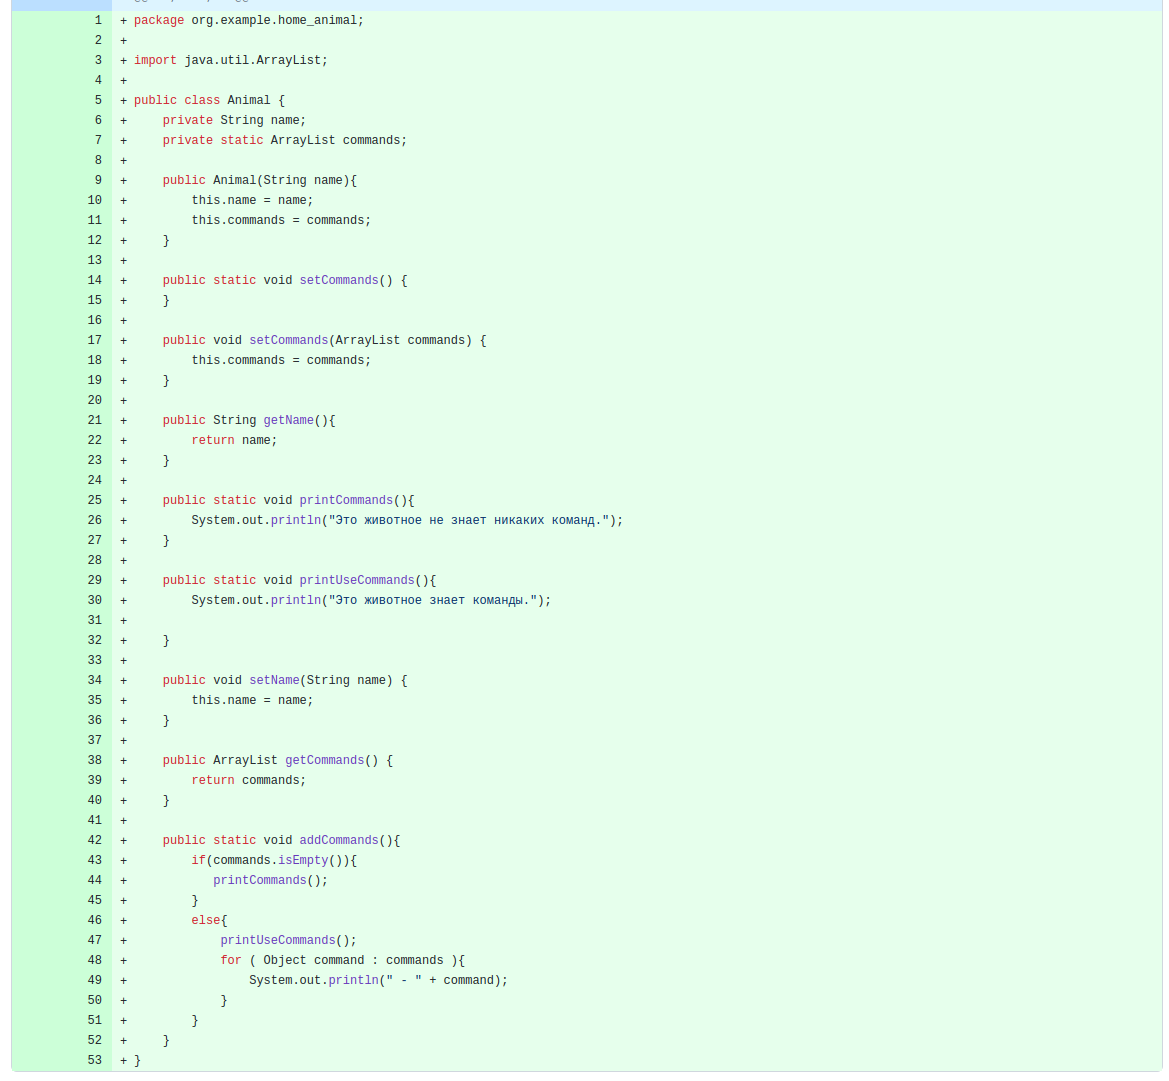 1 + package org.example.home_animal;
2 +
3 + import java.util.ArrayList;
4 +
5 + public class Animal {
6 +     private String name;
7 +     private static ArrayList commands;
8 +
9 +     public Animal(String name){
10 +         this.name = name;
11 +         this.commands = commands;
12 +     }
13 +
14 +     public static void setCommands() {
15 +     }
16 +
17 +     public void setCommands(ArrayList commands) {
18 +         this.commands = commands;
19 +     }
20 +
21 +     public String getName(){
22 +         return name;
23 +     }
24 +
25 +     public static void printCommands(){
26 +         System.out.println("Это животное не знает никаких команд.");
27 +     }
28 +
29 +     public static void printUseCommands(){
30 +         System.out.println("Это животное знает команды.");
31 +
32 +     }
33 +
34 +     public void setName(String name) {
35 +         this.name = name;
36 +     }
37 +
38 +     public ArrayList getCommands() {
39 +         return commands;
40 +     }
41 +
42 +     public static void addCommands(){
43 +         if(commands.isEmpty()){
44 +            printCommands();
45 +         }
46 +         else{
47 +             printUseCommands();
48 +             for ( Object command : commands ){
49 +                 System.out.println(" - " + command);
50 +             }
51 +         }
52 +     }
53 + }